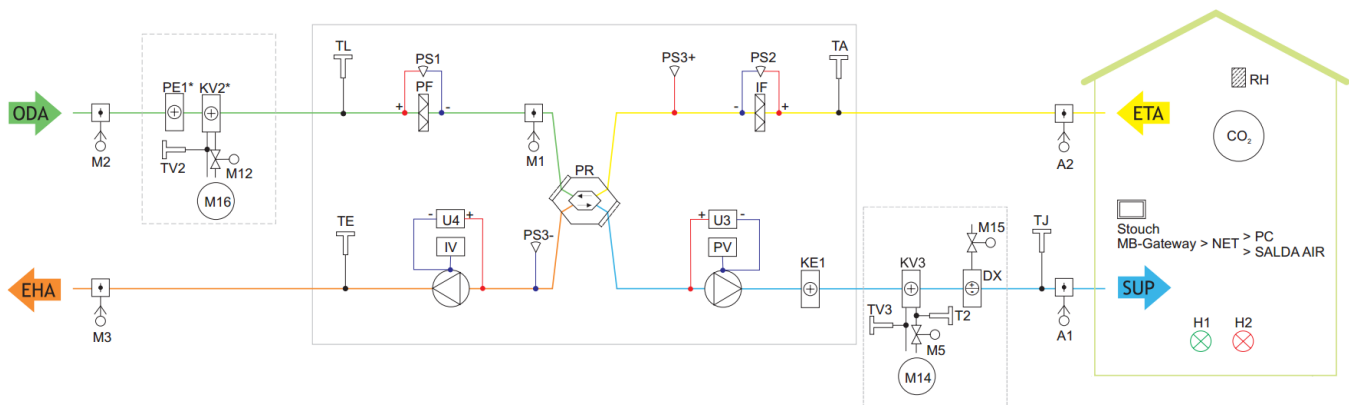 TL
PS1
PF
+
-
PS3+
PS2
IF
-
+
TA
RH
PE1*
KV2*
ODA
ETA
CO₂
M2
TV2
M12
M16
M1
PR
A2
TE
-
U4
+
IV
PS3-
+
U3
-
PV
M15
TJ
Stouch
MB-Gateway > NET > PC
> SALDA AIR
KE1
KV3
DX
EHA
SUP
M3
TV3
T2
M5
M14
A1
H1
H2